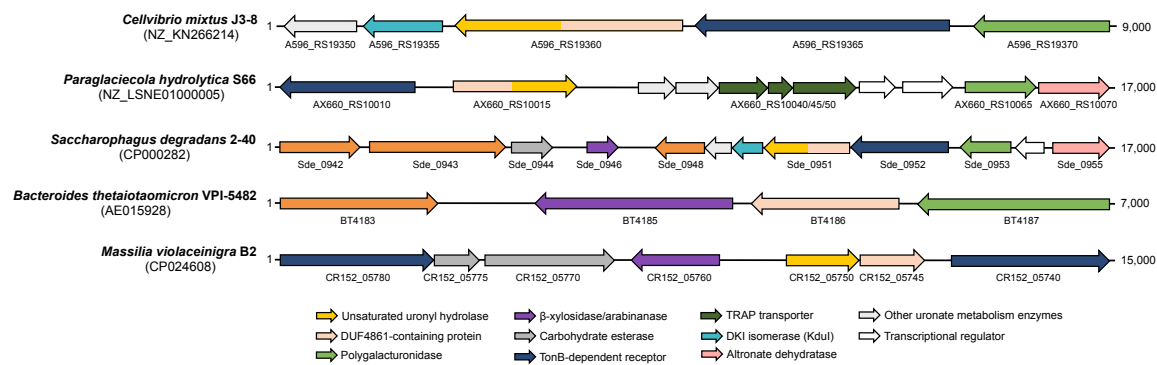 Cellvibrio mixtus J3-8
(NZ_KN266214)
1
9,000
A596_RS19350 A596_RS19355 A596_RS19360 A596_RS19365 A596_RS19370
Paraglaciecola hydrolytica S66
(NZ_LSNE01000005)
1
17,000
AX660_RS10010 AX660_RS10015 AX660_RS10040/45/50 AX660_RS10065 AX660_RS10070
Saccharophagus degradans 2-40
(CP000282)
1
17,000
Sde_0942 Sde_0943 Sde_0944 Sde_0946 Sde_0948 Sde_0951 Sde_0952 Sde_0953 Sde_0955
Bacteroides thetaiotaomicron VPI-5482
(AE015928)
1
7,000
BT4183 BT4185 BT4186 BT4187
Massilia violaceinigra B2
(CP024608)
1
15,000
CR152_05780 CR152_05775 CR152_05770 CR152_05760 CR152_05750 CR152_05745 CR152_05740
Unsaturated uronyl hydrolase β-xylosidase/arabinanase TRAP transporter Other uronate metabolism enzymes
DUF4861-containing protein Carbohydrate esterase DKI isomerase (KduI) Transcriptional regulator
Polygalacturonidase TonB-dependent receptor Altronate dehydratase